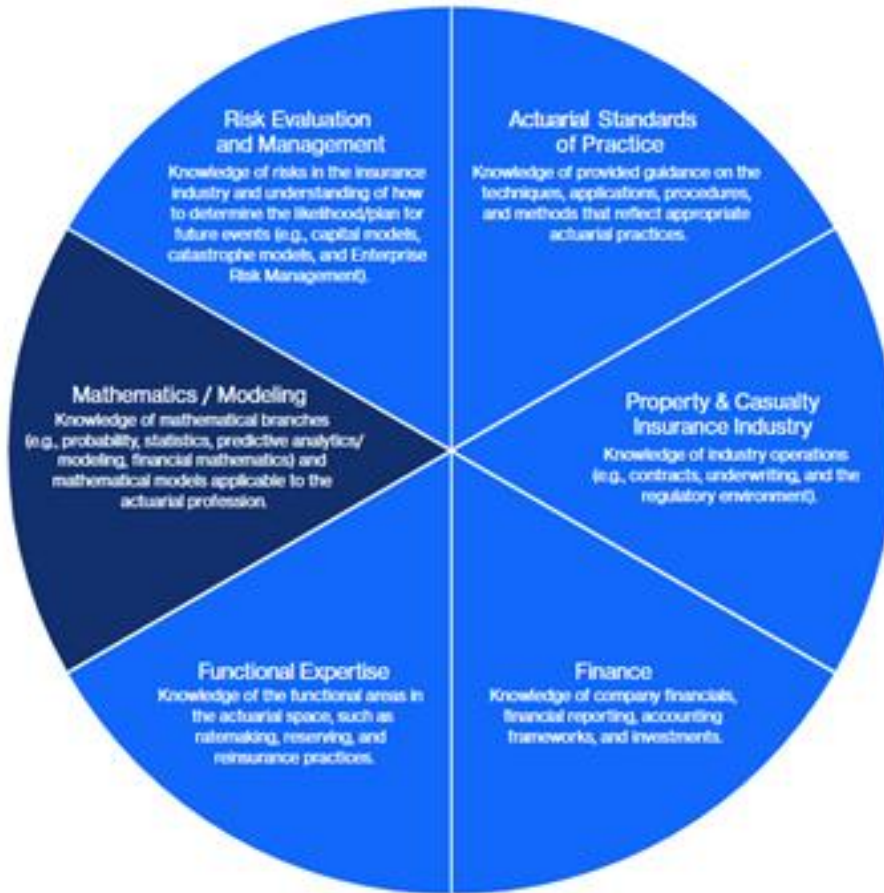 Risk Evaluation
and Management
Knowledge of risks in the insurance
industry and understanding of how
to determine the likelihood/plan for
future events (e.g., capital models,
catastrophe models, and Enterprise
Risk Management).
Actuarial Standards
of Practice
Knowledge of provided guidance on the
techniques, applications, procedures,
and methods that reflect appropriate
actuarial practices.
Mathematics / Modeling
Knowledge of mathematical branches
(e.g., probability, statistics, predictive analytics/
modeling, financial mathematics) and
mathematical models applicable to the
actuarial profession.
Property & Casualty
Insurance Industry
Knowledge of industry operations
(e.g., contracts, underwriting, and the
regulatory environment).
Functional Expertise
Knowledge of the functional areas in
the actuarial space, such as
ratemaking, reserving, and
reinsurance practices.
Finance
Knowledge of company financials,
financial reporting, accounting
frameworks, and investments.